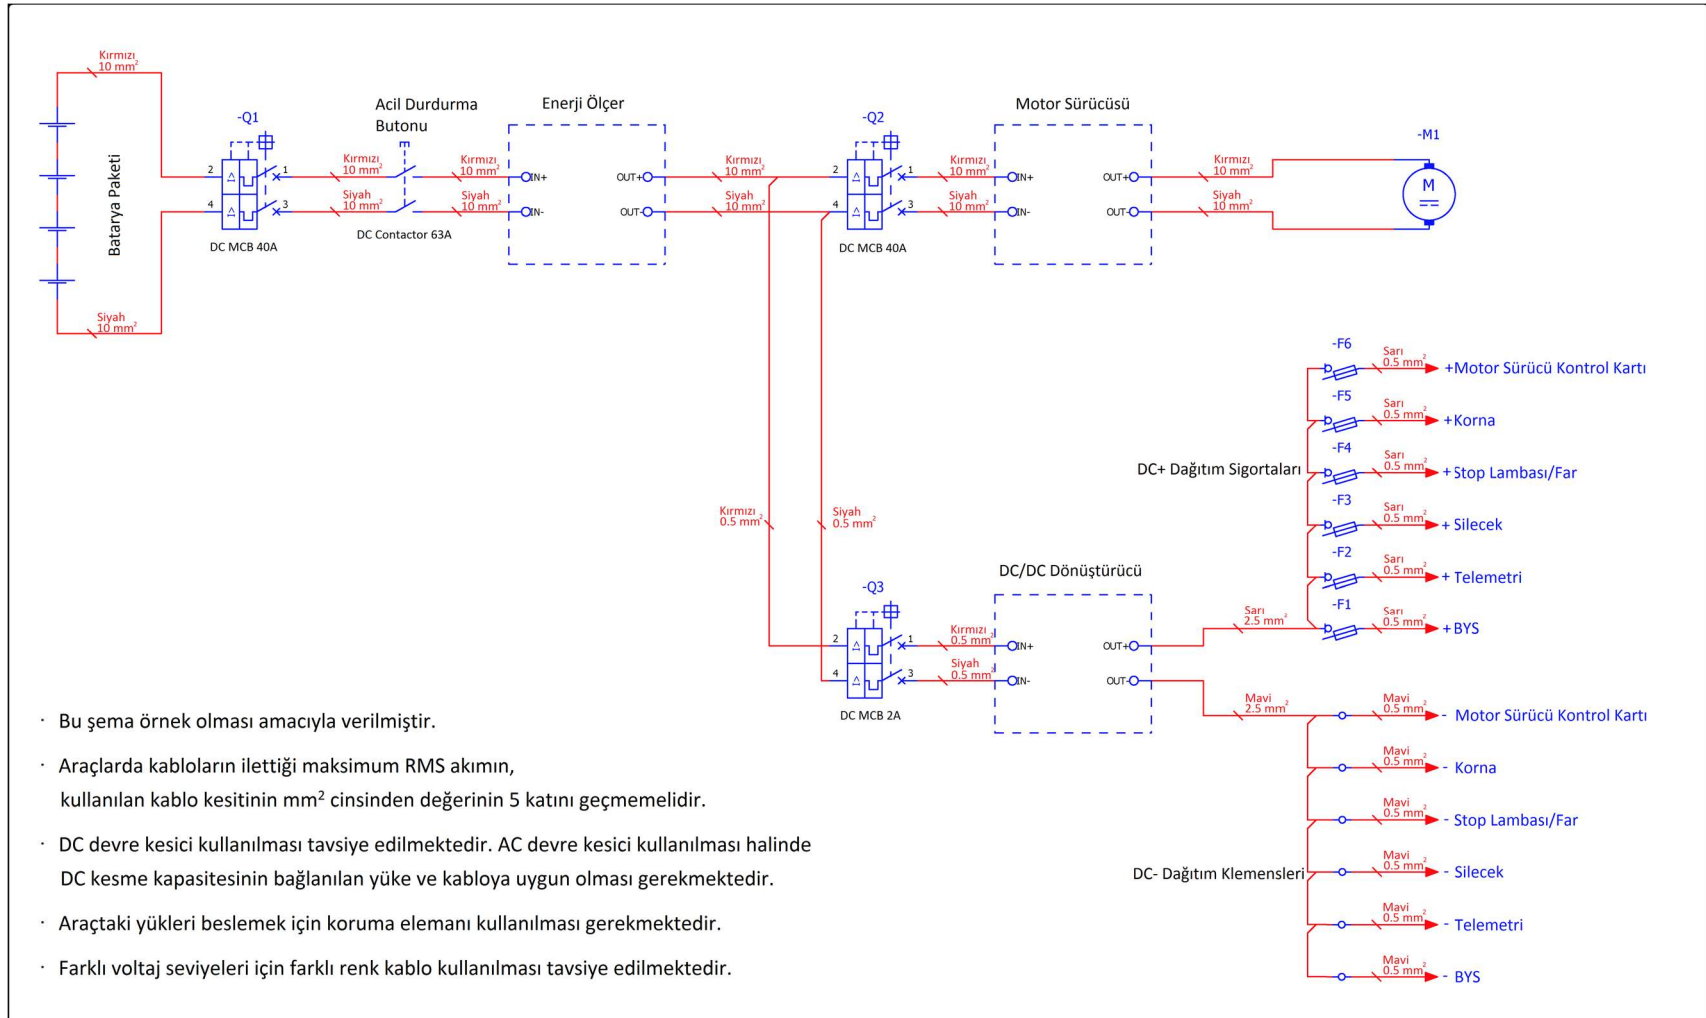 Kırmızı
10 mm²
Batarya Paketi
Siyah
10 mm²
-Q1
2
1
4
3
I>
I>
DC MCB 40A
Kırmızı
10 mm²
Siyah
10 mm²
Acil Durdurma
Butonu
DC Contactor 63A
Kırmızı
10 mm²
Siyah
10 mm²
Enerji Ölçer
IN+
IN-
OUT+
OUT-
Kırmızı
10 mm²
Siyah
10 mm²
-Q2
2
1
4
3
I>
I>
DC MCB 40A
Kırmızı
10 mm²
Siyah
10 mm²
Motor Sürücüsü
IN+
IN-
OUT+
OUT-
Kırmızı
10 mm²
Siyah
10 mm²
-M1
M
Kırmızı
0.5 mm²
Siyah
0.5 mm²
-Q3
2
1
4
3
I>
I>
DC MCB 2A
Kırmızı
0.5 mm²
Siyah
0.5 mm²
DC/DC Dönüştürücü
IN+
IN-
OUT+
OUT-
Sarı
2.5 mm²
Mavi
2.5 mm²
DC+ Dağıtım Sigortaları
-F6
Sarı
0.5 mm²
+Motor Sürücü Kontrol Kartı
-F5
Sarı
0.5 mm²
+Korna
-F4
Sarı
0.5 mm²
+ Stop Lambası/Far
-F3
Sarı
0.5 mm²
+ Silecek
-F2
Sarı
0.5 mm²
+ Telemetri
-F1
Sarı
0.5 mm²
+BYS
DC- Dağıtım Klemensleri
Mavi
0.5 mm²
- Motor Sürücü Kontrol Kartı
Mavi
0.5 mm²
- Korna
Mavi
0.5 mm²
- Stop Lambası/Far
Mavi
0.5 mm²
- Silecek
Mavi
0.5 mm²
- Telemetri
Mavi
0.5 mm²
- BYS
· Bu şema örnek olması amacıyla verilmiştir.
· Araçlarda kabloların ilettiği maksimum RMS akımın,
kullanılan kablo kesitinin mm² cinsinden değerinin 5 katını geçmemelidir.
· DC devre kesici kullanılması tavsiye edilmektedir. AC devre kesici kullanılması halinde
DC kesme kapasitesinin bağlanılan yüke ve kabloya uygun olması gerekmektedir.
· Araçtaki yükleri beslemek için koruma elemanı kullanılması gerekmektedir.
· Farklı voltaj seviyeleri için farklı renk kablo kullanılması tavsiye edilmektedir.